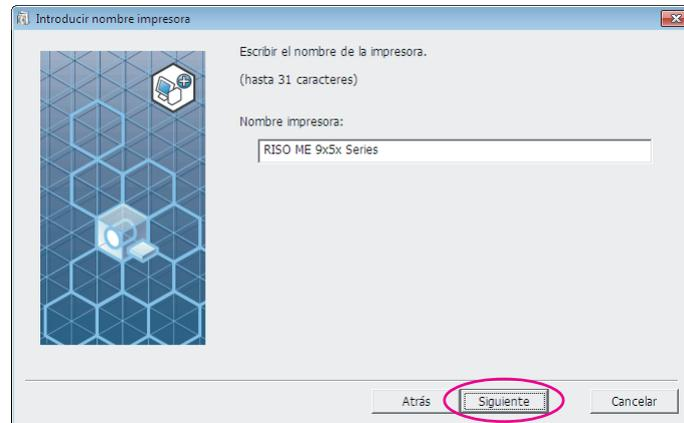 Introducir nombre impresora
Escribir el nombre de la impresora.
(hasta 31 caracteres)
Nombre impresora:
RISO ME 9x5x Series
Atrás
Siguiente
Cancelar